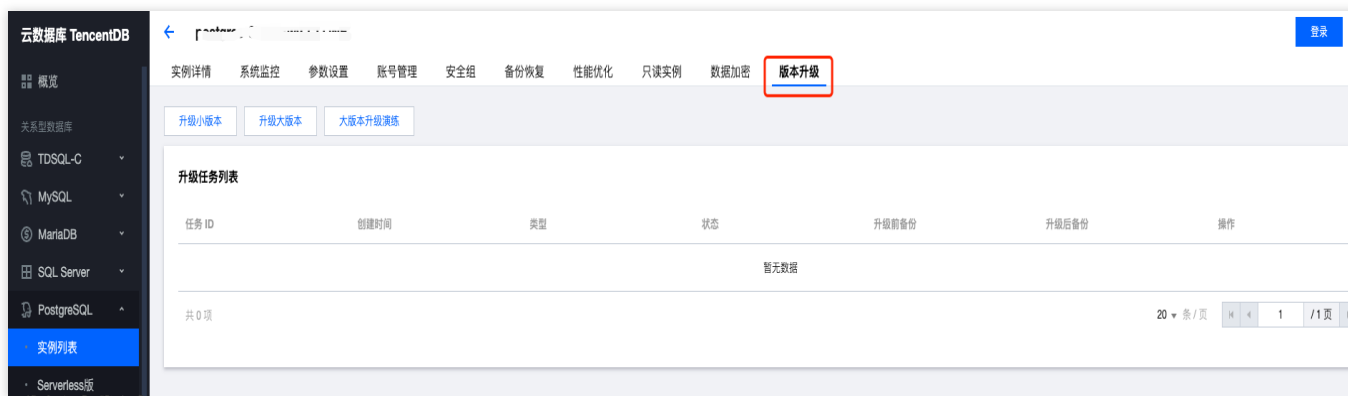 云数据库 TencentDB
登录
实例详情 系统监控 参数设置 账号管理 安全组 备份恢复 性能优化 只读实例 数据加密 版本升级
概览
升级小版本 升级大版本 大版本升级演练
关系型数据库
TDSQL-C
升级任务列表
MySQL
任务 ID 创建时间 类型 状态 升级前备份 升级后备份 操作
MariaDB
暂无数据
SQL Server
PostgreSQL
共 0 项 20 条 / 页 1 / 1 页
实例列表
Serverless版